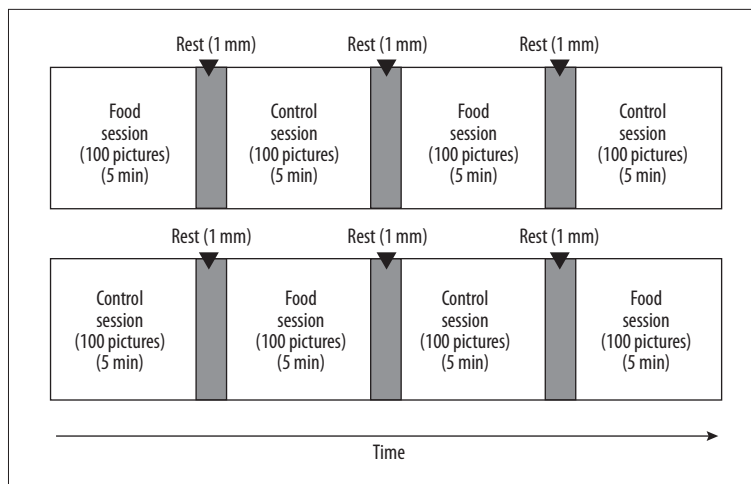 Rest (1 mm) Rest (1 mm) Rest (1 mm)
Food
session
(100 pictures)
(5 min)
Control
session
(100 pictures)
(5 min)
Food
session
(100 pictures)
(5 min)
Control
session
(100 pictures)
(5 min)
Rest (1 mm) Rest (1 mm) Rest (1 mm)
Control
session
(100 pictures)
(5 min)
Food
session
(100 pictures)
(5 min)
Control
session
(100 pictures)
(5 min)
Food
session
(100 pictures)
(5 min)
Time